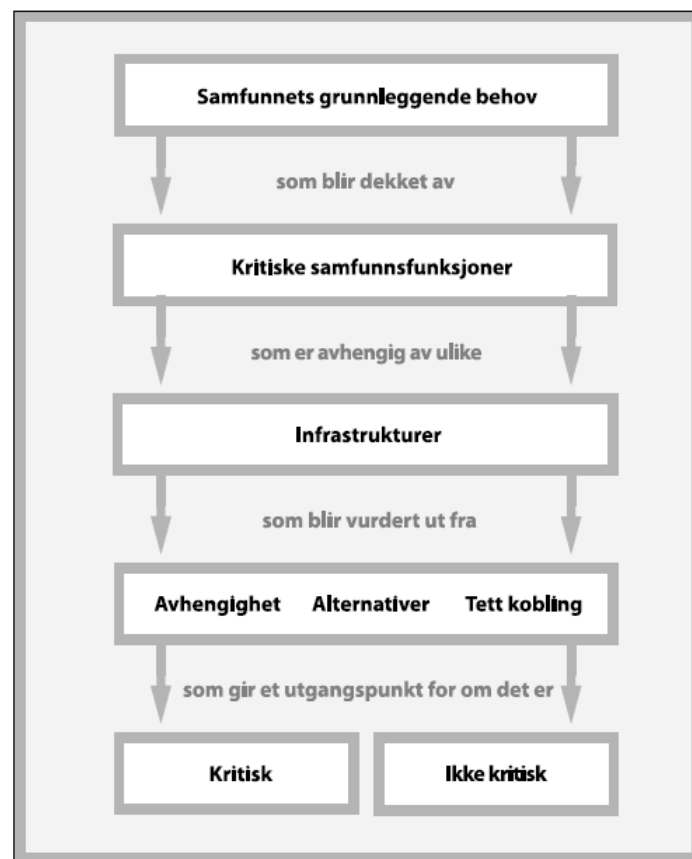 Samfunnets grunnleggende behov
som blir dekket av
Kritiske samfunnsfunksjoner
som er avhengig av ulike
Infrastrukturer
som blir vurdert ut fra
Avhengighet Alternativer Tett kobling
som gir et utgangspunkt for om det er
Kritisk Ikke kritisk